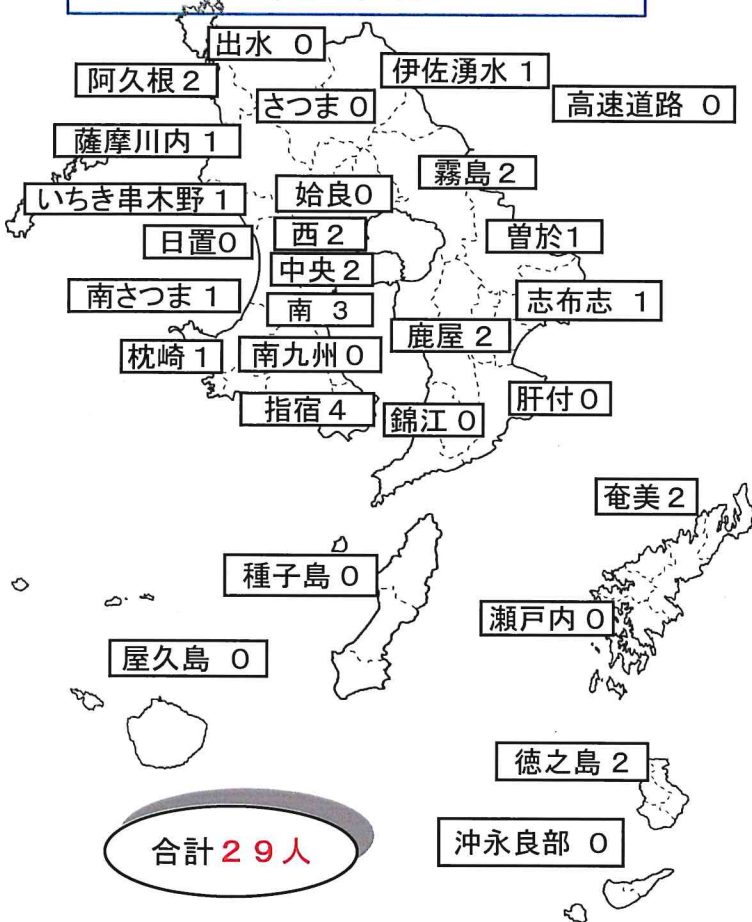 出水 0
伊佐湧水 1
阿久根 2
さつま 0
高速道路 0
薩摩川内 1
霧島 2
いちき串木野 1
姶良0
日置0
西 2
曽於1
中央 2
南さつま 1
南 3
志布志 1
鹿屋 2
枕崎 1
南九州 0
指宿 4
錦江 0
肝付 0
奄美 2
種子島 0
瀬戸内 0
屋久島 0
徳之島 2
合計29人
沖永良部 0